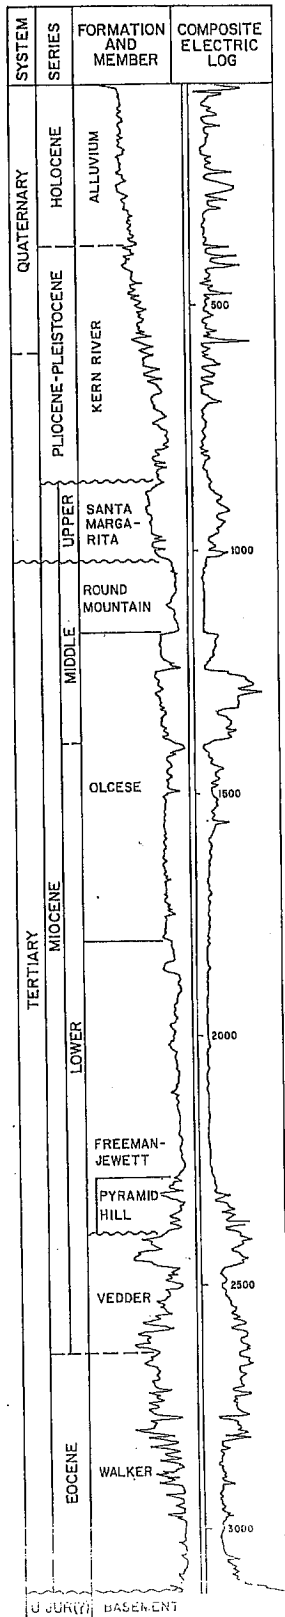 SYSTEM
SERIES
FORMATION
AND
MEMBER
COMPOSITE
ELECTRIC
LOG
QUATERNARY
HOLOCENE
ALLUVIUM
PLIOCENE-PLEISTOCENE
KERN RIVER
500
UPPER
SANTA
MARGA-
RITA
1000
ROUND
MOUNTAIN
MIDDLE
OLCESE
1500
TERTIARY
MIOCENE
LOWER
2000
FREEMAN-
JEWETT
PYRAMID
HILL
2500
VEDDER
EOCENE
WALKER
3000
U JUR(?)
BASEMENT